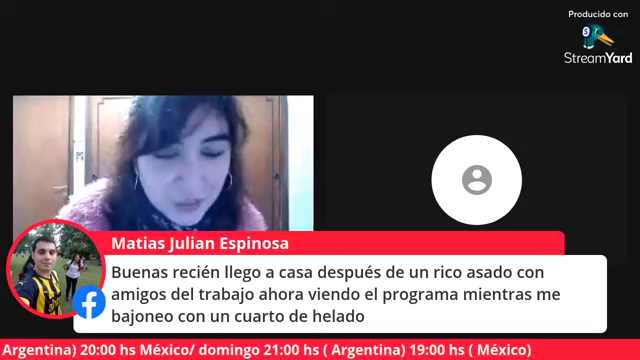 Producido con
StreamYard
Matias Julian Espinosa
Buenas recién llego a casa después de un rico asado con
amigos del trabajo ahora viendo el programa mientras me
bajoneo con un cuarto de helado
Argentina) 20:00 hs México/ domingo 21:00 hs ( Argentina) 19:00 hs ( México)